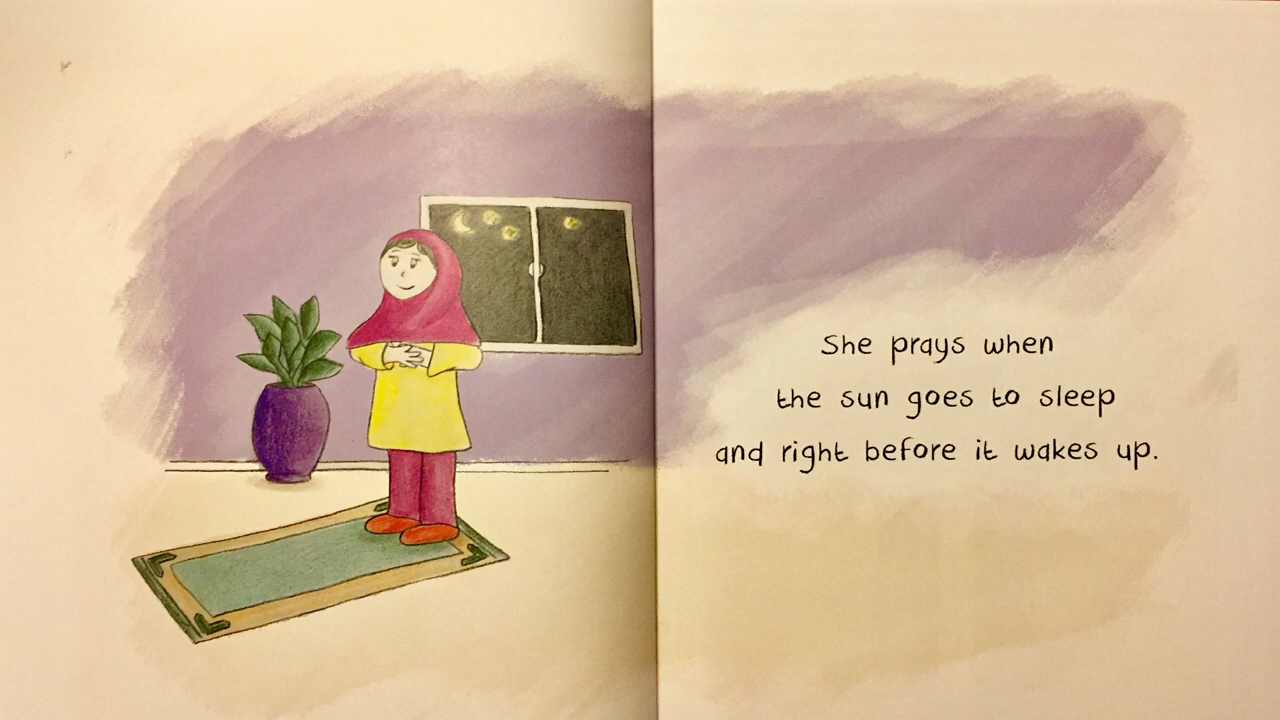 She prays when
the sun goes to sleep
and right before it wakes up.